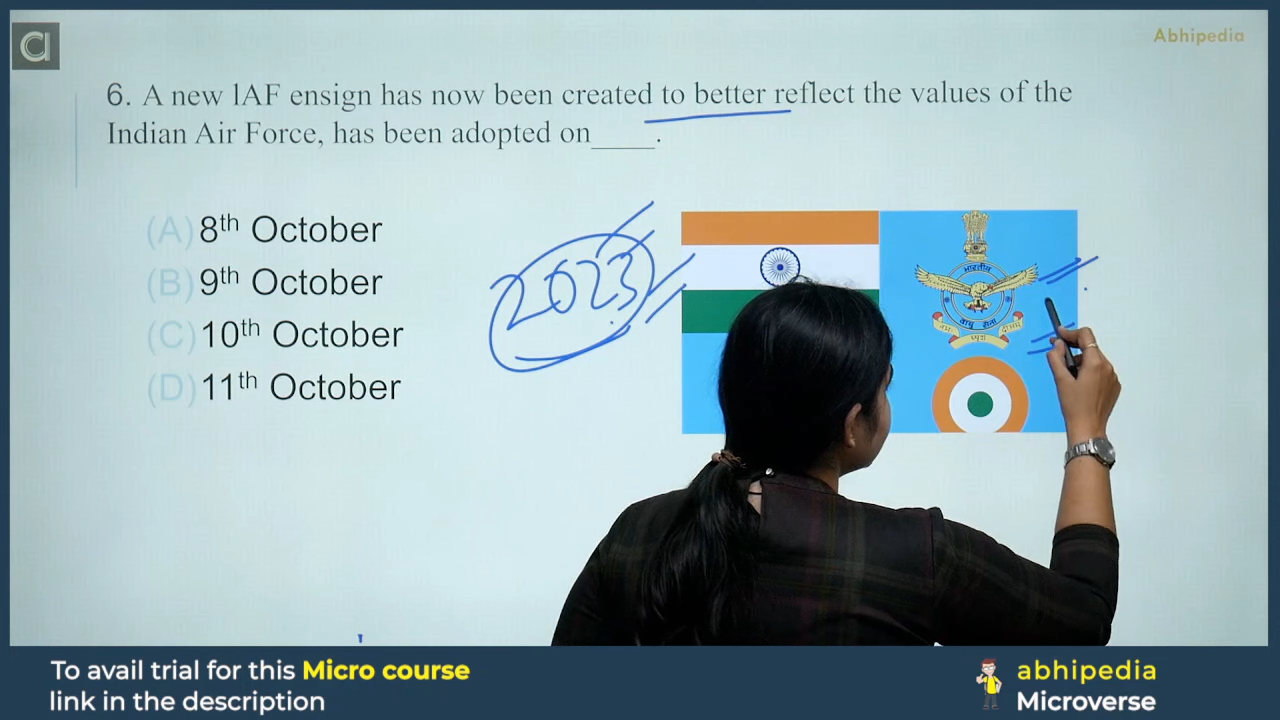 Abhipedia
6. A new lAF ensign has now been created to better reflect the values of the
Indian Air Force, has been adopted on_____.
(A) 8th October
(B) 9th October
(C) 10th October
(D) 11th October
2023
भारतीय
वायु सेना
To avail trial for this Micro course
link in the description
abhipedia
Microverse